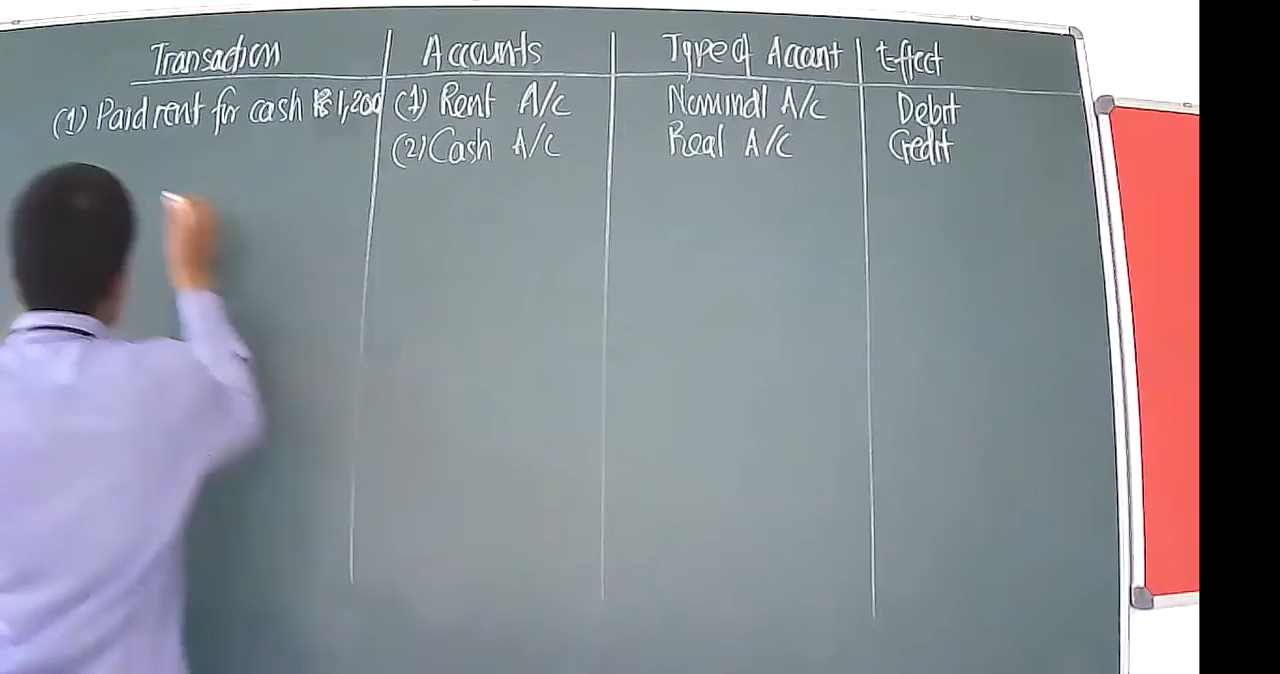 Transaction Accounts Type of Account Effect
(1) Paid rent for cash Rs 1,200 (1) Rent A/C Nominal A/C Debit
(2) Cash A/C Real A/C Credit